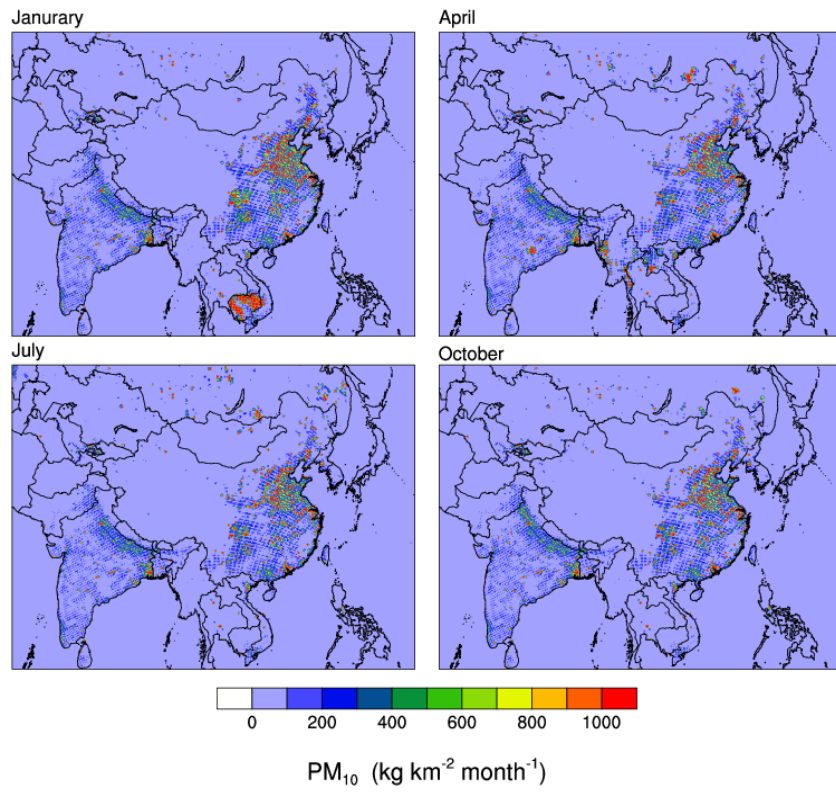 Janurary
April
July
October
0 200 400 600 800 1000
PM₁₀ (kg km⁻² month⁻¹)